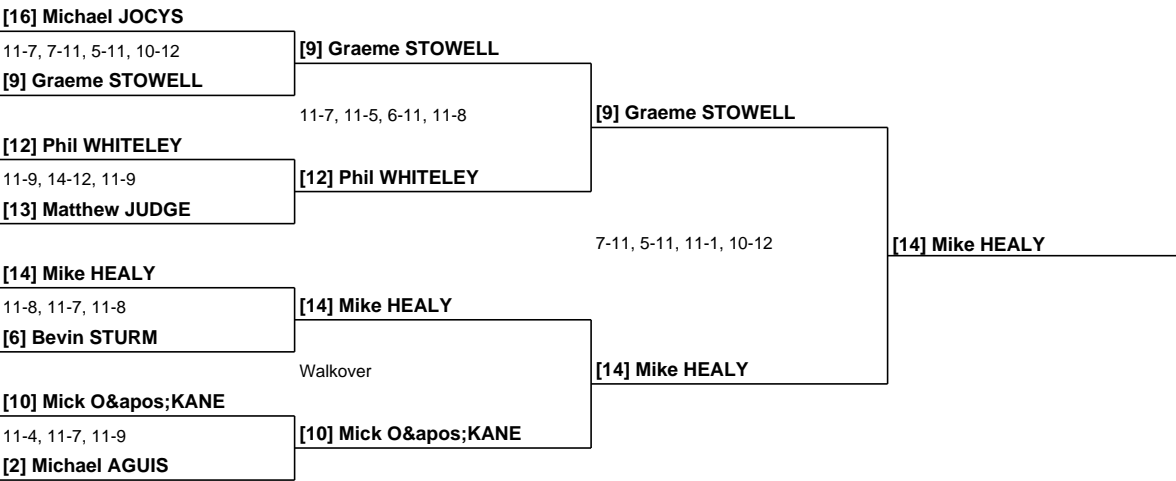 [16] Michael JOCYS
11-7, 7-11, 5-11, 10-12
[9] Graeme STOWELL
[9] Graeme STOWELL
11-7, 11-5, 6-11, 11-8
[9] Graeme STOWELL
[12] Phil WHITELEY
11-9, 14-12, 11-9
[12] Phil WHITELEY
[13] Matthew JUDGE
7-11, 5-11, 11-1, 10-12
[14] Mike HEALY
[14] Mike HEALY
11-8, 11-7, 11-8
[14] Mike HEALY
[6] Bevin STURM
Walkover
[14] Mike HEALY
[10] Mick O&apos;KANE
11-4, 11-7, 11-9
[10] Mick O&apos;KANE
[2] Michael AGUIS